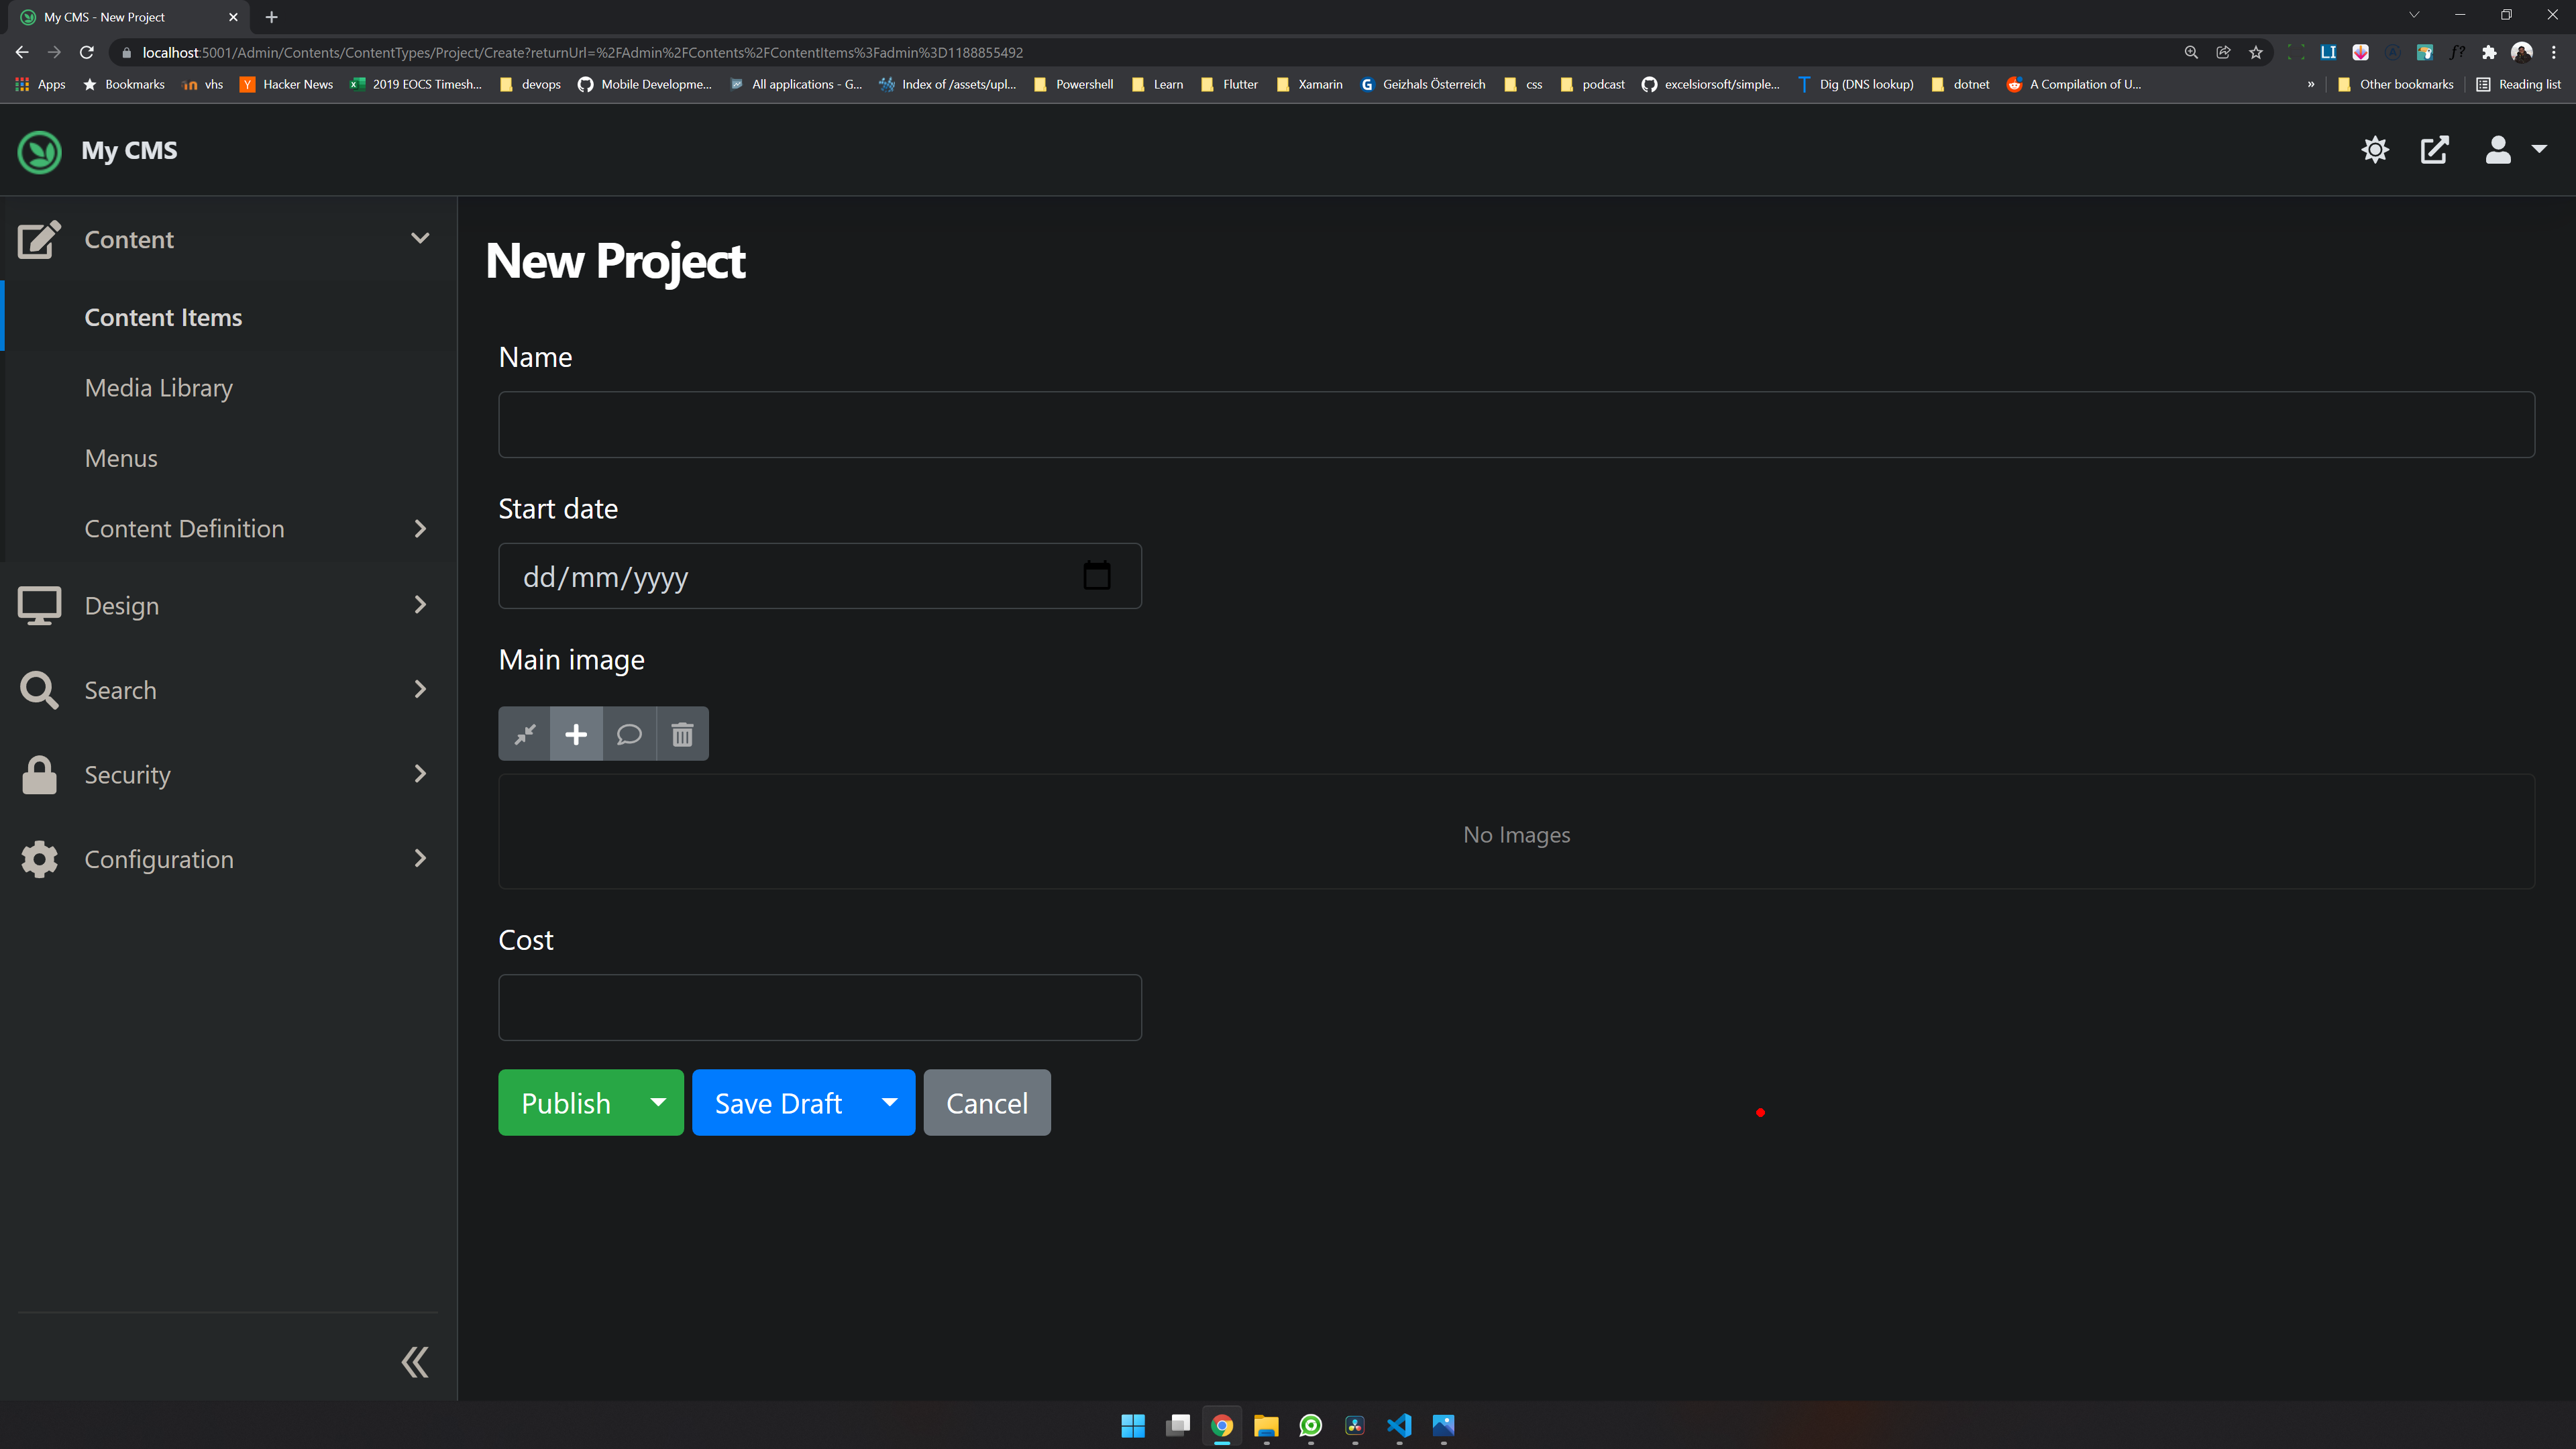 My CMS - New Project
localhost:5001/Admin/Contents/ContentTypes/Project/Create?returnUrl=%2FAdmin%2FContents%2FContentItems%3Fadmin%3D1188855492
Apps Bookmarks vhs Hacker News 2019 EOCS Timesh... devops Mobile Developme... All applications - G... Index of /assets/upl... Powershell Learn Flutter Xamarin Geizhals Österreich css podcast excelsiorsoft/simple... Dig (DNS lookup) dotnet A Compilation of U... » Other bookmarks Reading list
My CMS
Content
Content Items
Media Library
Menus
Content Definition
Design
Search
Security
Configuration
New Project
Name
Start date
dd/mm/yyyy
Main image
No Images
Cost
Publish
Save Draft
Cancel